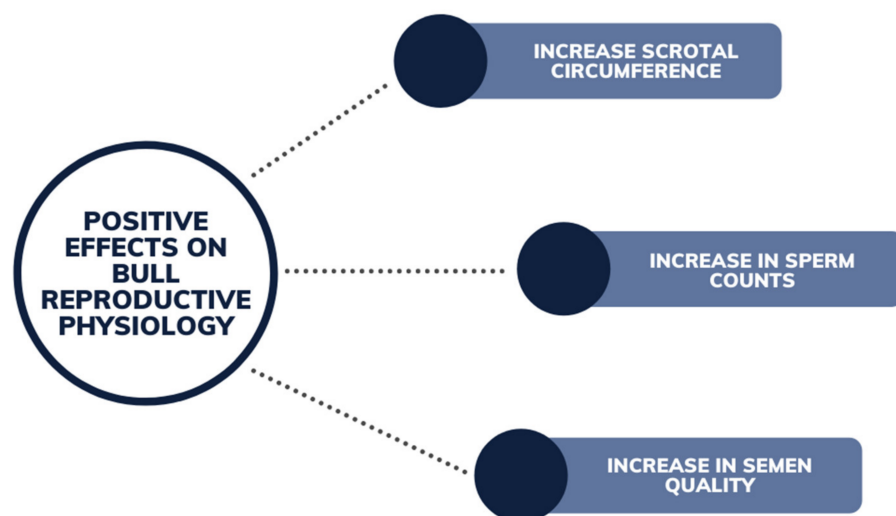 INCREASE SCROTAL
CIRCUMFERENCE
POSITIVE
EFFECTS ON
BULL
REPRODUCTIVE
PHYSIOLOGY
INCREASE IN SPERM
COUNTS
INCREASE IN SEMEN
QUALITY